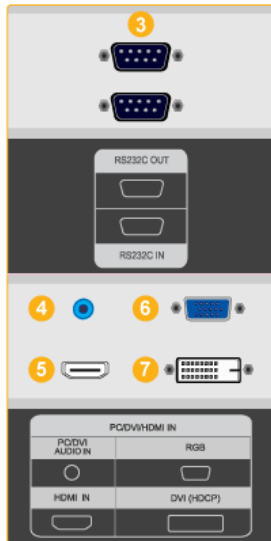 3
RS232C OUT
RS232C IN
4
6
5
7
PC/DVI/HDMI IN
PC/DVI
AUDIO IN
RGB
HDMI IN
DVI (HDCP)